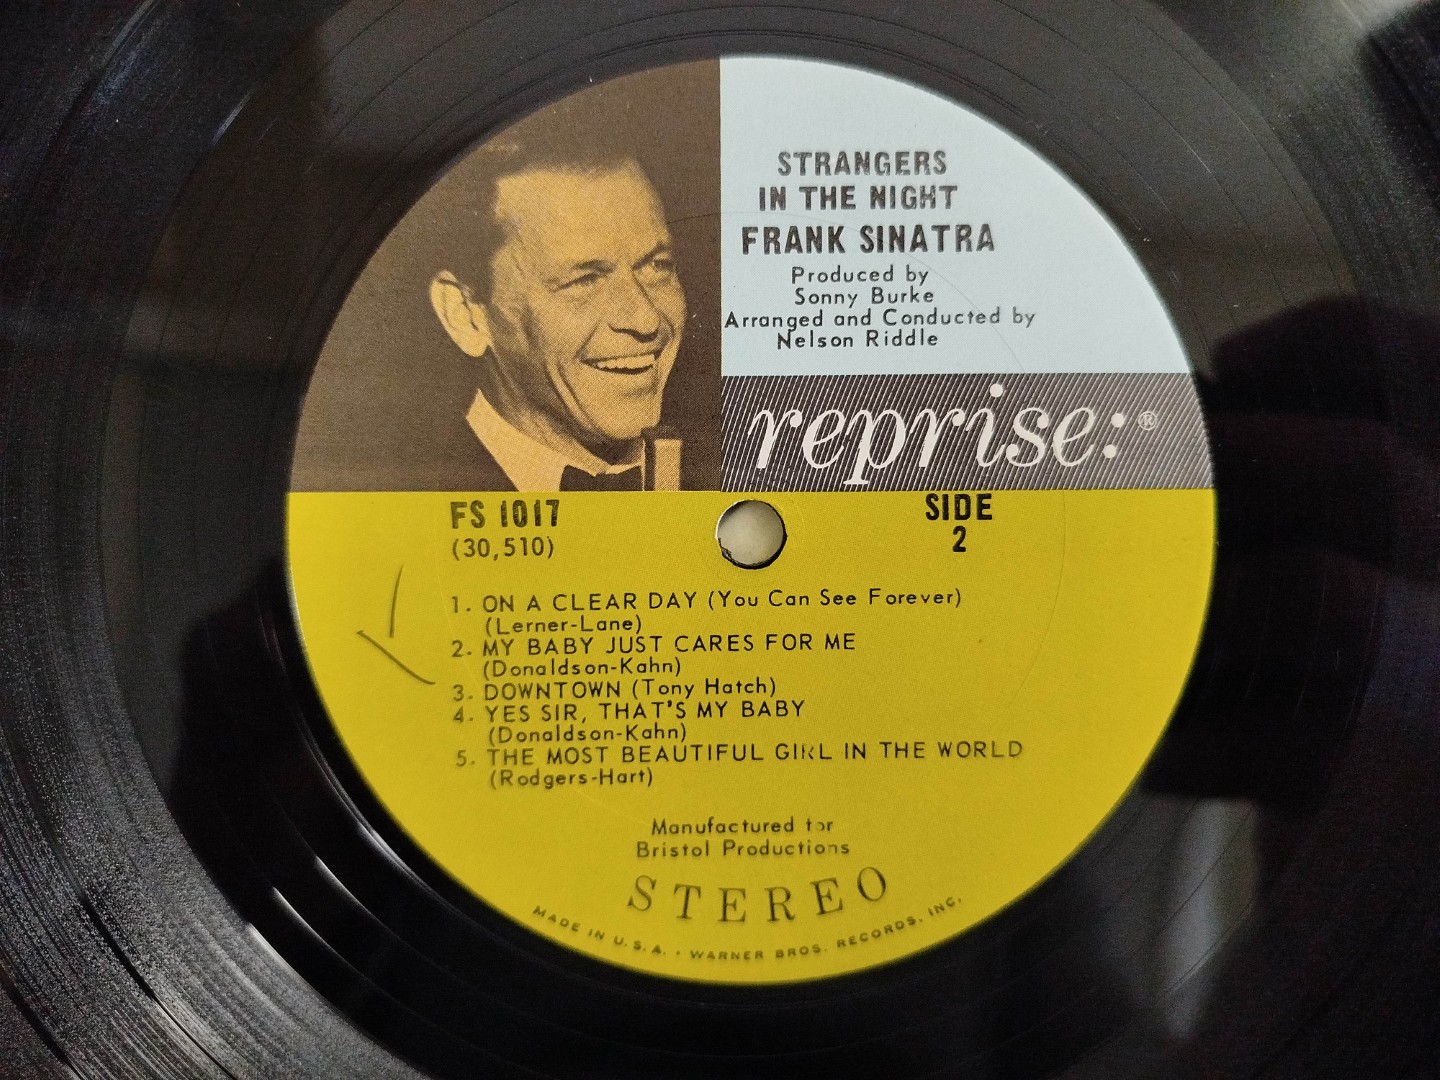 STRANGERS
IN THE NIGHT
FRANK SINATRA
Produced by
Sonny Burke
Arranged and Conducted by
Nelson Riddle
reprise:®
FS 1017
(30,510)
SIDE
2
1. ON A CLEAR DAY (You Can See Forever)
(Lerner-Lane)
2. MY BABY JUST CARES FOR ME
(Donaldson-Kahn)
3. DOWNTOWN (Tony Hatch)
4. YES SIR, THAT'S MY BABY
(Donaldson-Kahn)
5. THE MOST BEAUTIFUL GIRL IN THE WORLD
(Rodgers-Hart)
Manufactured for
Bristol Productions
STEREO
MADE IN U.S.A. • WARNER BROS. RECORDS, INC.